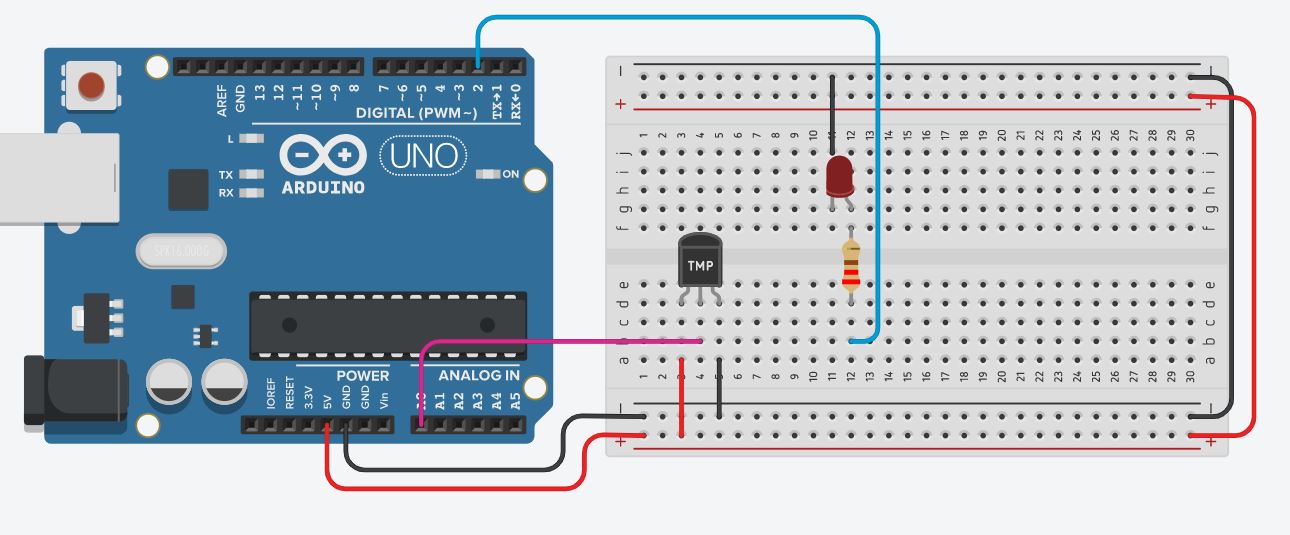 AREF
GND
13
12
~11
~10
~9
8
7
~6
~5
4
~3
2
TX→1
RX←0
DIGITAL (PWM~)
L
TX
RX
UNO
ARDUINO
ON
SPK16.000G
TMP
POWER
ANALOG IN
IOREF
RESET
3.3V
5V
GND
GND
Vin
A0
A1
A2
A3
A4
A5
− −
+ +
1 2 3 4 5 6 7 8 9 10 11 12 13 14 15 16 17 18 19 20 21 22 23 24 25 26 27 28 29 30
j j
i i
h h
g g
f f
e e
d d
c c
b b
a a
1 2 3 4 5 6 7 8 9 10 11 12 13 14 15 16 17 18 19 20 21 22 23 24 25 26 27 28 29 30
− −
+ +